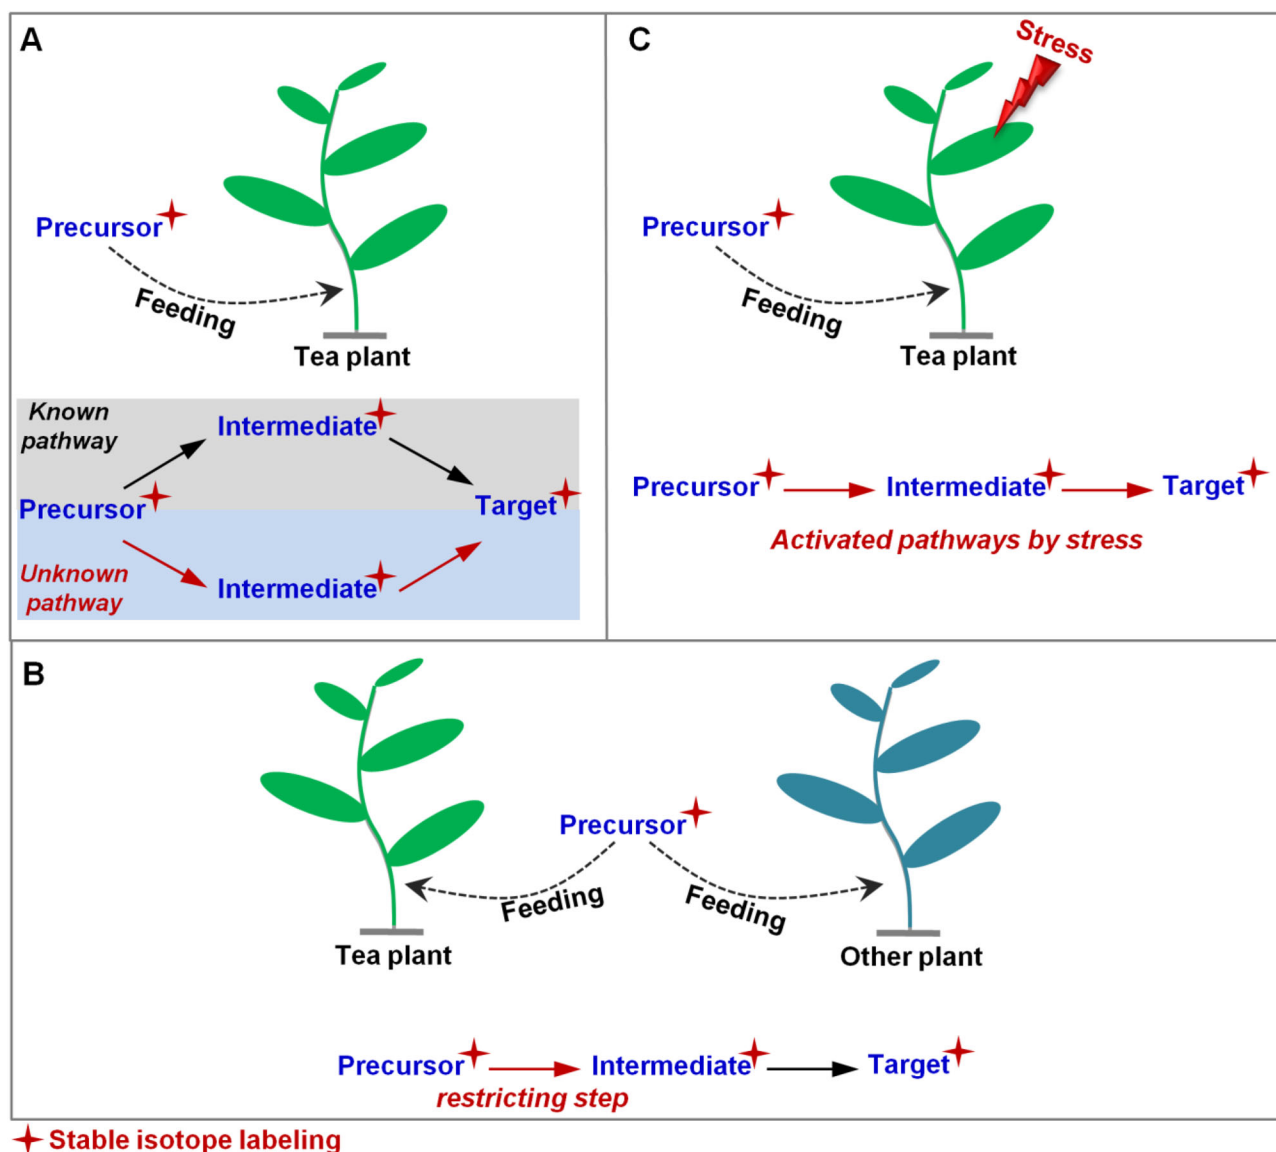 A
Precursor
Feeding
Tea plant
Known
pathway
Intermediate
Precursor
Target
Unknown
pathway
Intermediate
C
Stress
Precursor
Feeding
Tea plant
Precursor
Intermediate
Target
Activated pathways by stress
B
Precursor
Feeding
Feeding
Tea plant
Other plant
Precursor
Intermediate
Target
restricting step
Stable isotope labeling